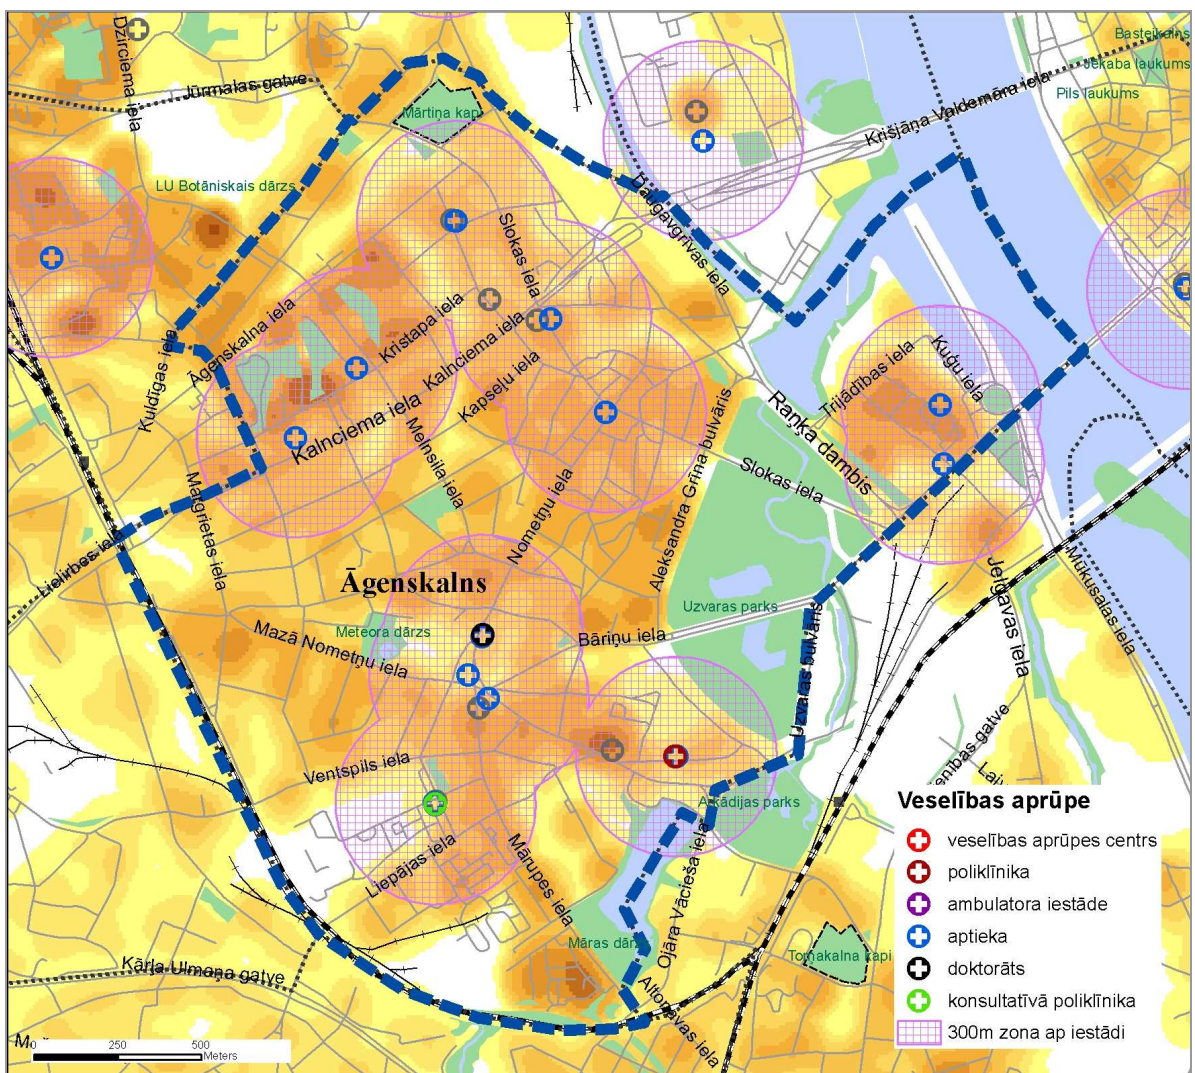 Dzirciema iela
Jūrmalas gatve
Mārtiņa kapi
Basteikalns
Jēkaba laukums
Pils laukums
Krišjāņa Valdemāra iela
LU Botāniskais dārzs
Daugavgrīvas iela
Slokas iela
Āgenskalna iela
Kristapa iela
Kalnciema iela
Kuldīgas iela
Kapseļu iela
Trijādības iela
Kuģu iela
Raņķa dambis
Kalnciema iela
Melnsila iela
Aleksandra Grīna bulvāris
Slokas iela
Margrietas iela
Nometņu iela
Lielirbes iela
Āgenskalns
Mūkusalas iela
Jelgavas iela
Uzvaras parks
Meteora dārzs
Mazā Nometņu iela
Bāriņu iela
Uzvaras bulvāris
Ventspils iela
Vienības gatve
Arkādijas parks
Liepājas iela
Mārupes iela
Ojāra Vācieša iela
Māras dārzs
Torņakalna kapi
Kārļa Ulmaņa gatve
Altonavas iela
0 250 500
Meters
Veselības aprūpe
veselības aprūpes centrs
poliklīnika
ambulatora iestāde
aptieka
doktorāts
konsultatīvā poliklīnika
300m zona ap iestādi